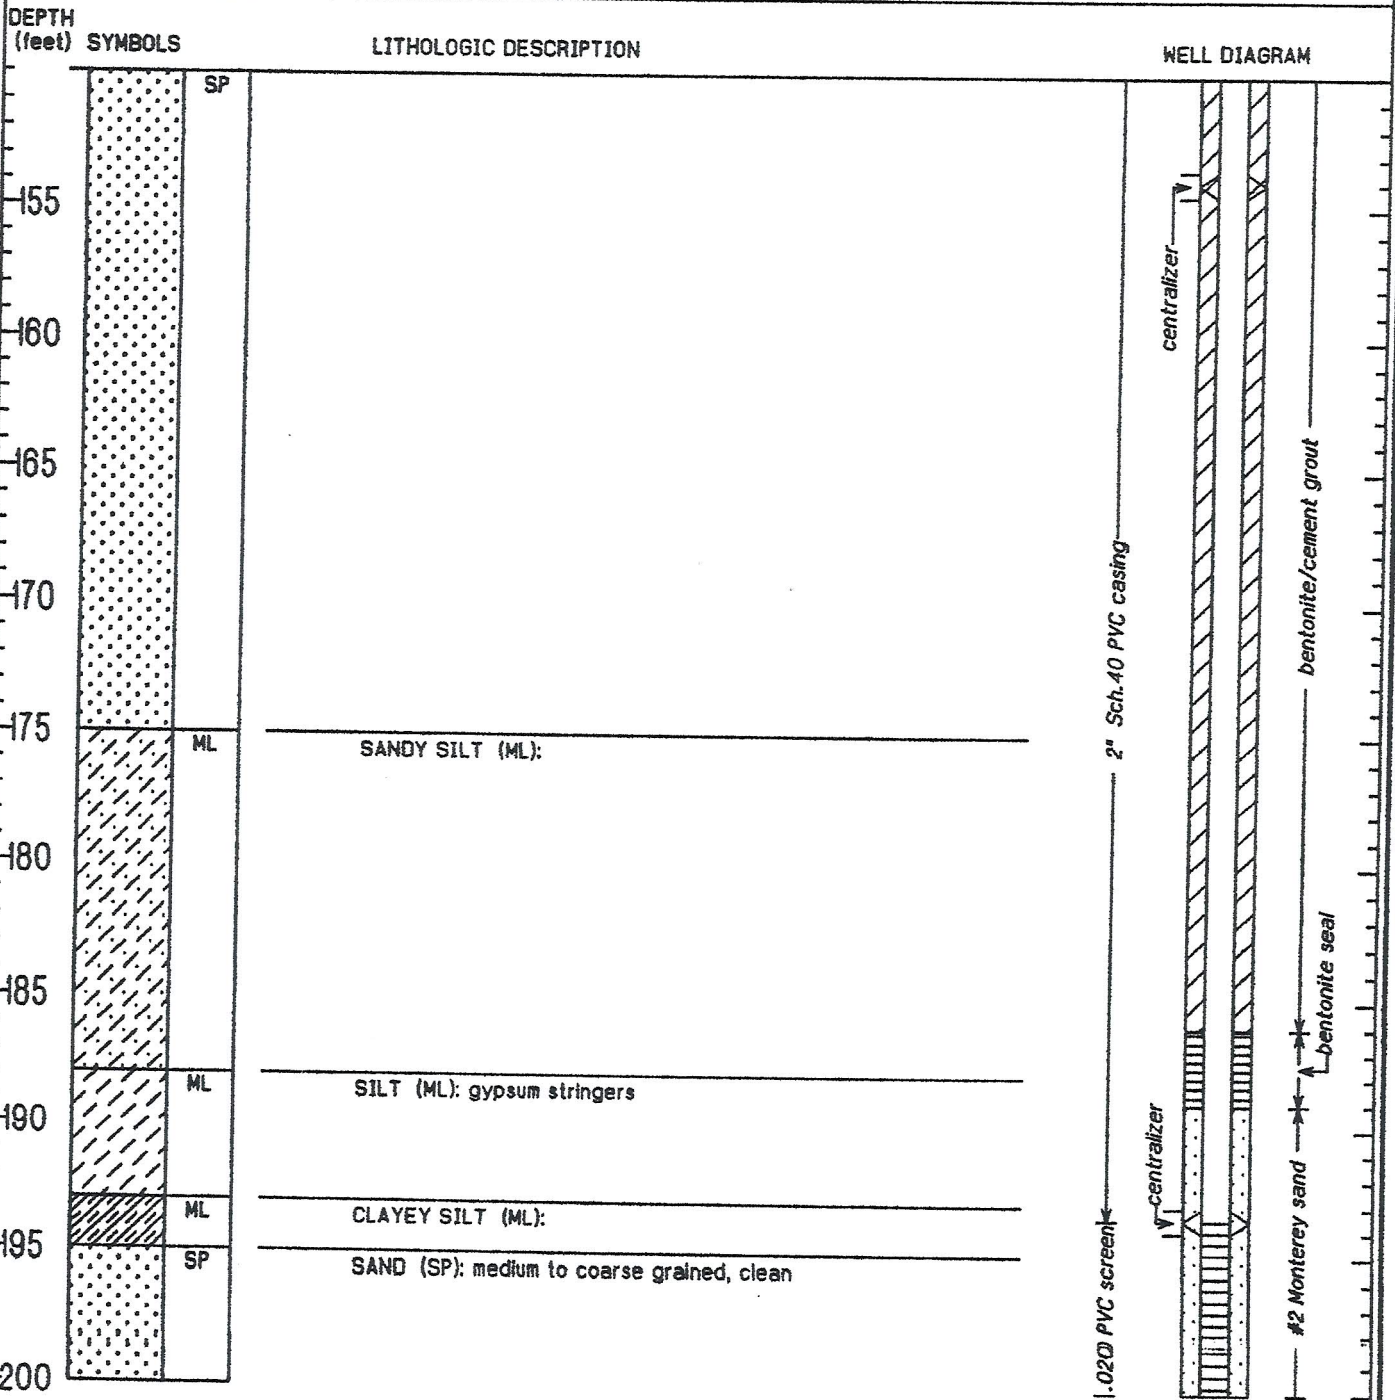 DEPTH
(feet) SYMBOLS
LITHOLOGIC DESCRIPTION
WELL DIAGRAM
SP
155
centralizer
160
165
bentonite/cement grout
170
2" Sch.40 PVC casing
175
ML
SANDY SILT (ML):
180
185
bentonite seal
ML
SILT (ML): gypsum stringers
190
centralizer
ML
CLAYEY SILT (ML):
195
SP
SAND (SP): medium to coarse grained, clean
#2 Monterey sand
PVC screen
200